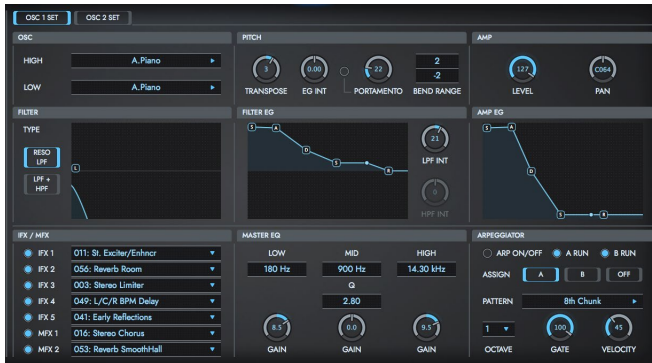 OSC 1 SET OSC 2 SET
OSC
HIGH A.Piano
LOW A.Piano
PITCH
3 0.00 22 2
-2
TRANSPOSE EG INT PORTAMENTO BEND RANGE
AMP
127 C064
LEVEL PAN
FILTER
TYPE
RESO
LPF
LPF +
HPF
L
FILTER EG
S A D S R
21
LPF INT
0
HPF INT
AMP EG
S A D S R
IFX / MFX
IFX 1 011: St. Exciter/Enhncr
IFX 2 056: Reverb Room
IFX 3 003: Stereo Limiter
IFX 4 049: L/C/R BPM Delay
IFX 5 041: Early Reflections
MFX 1 016: Stereo Chorus
MFX 2 053: Reverb SmoothHall
MASTER EQ
LOW MID HIGH
180 Hz 900 Hz 14.30 kHz
Q
2.80
8.5 0.0 9.5
GAIN GAIN GAIN
ARPEGGIATOR
ARP ON/OFF A RUN B RUN
ASSIGN A B OFF
PATTERN 8th Chunk
1 100 45
OCTAVE GATE VELOCITY